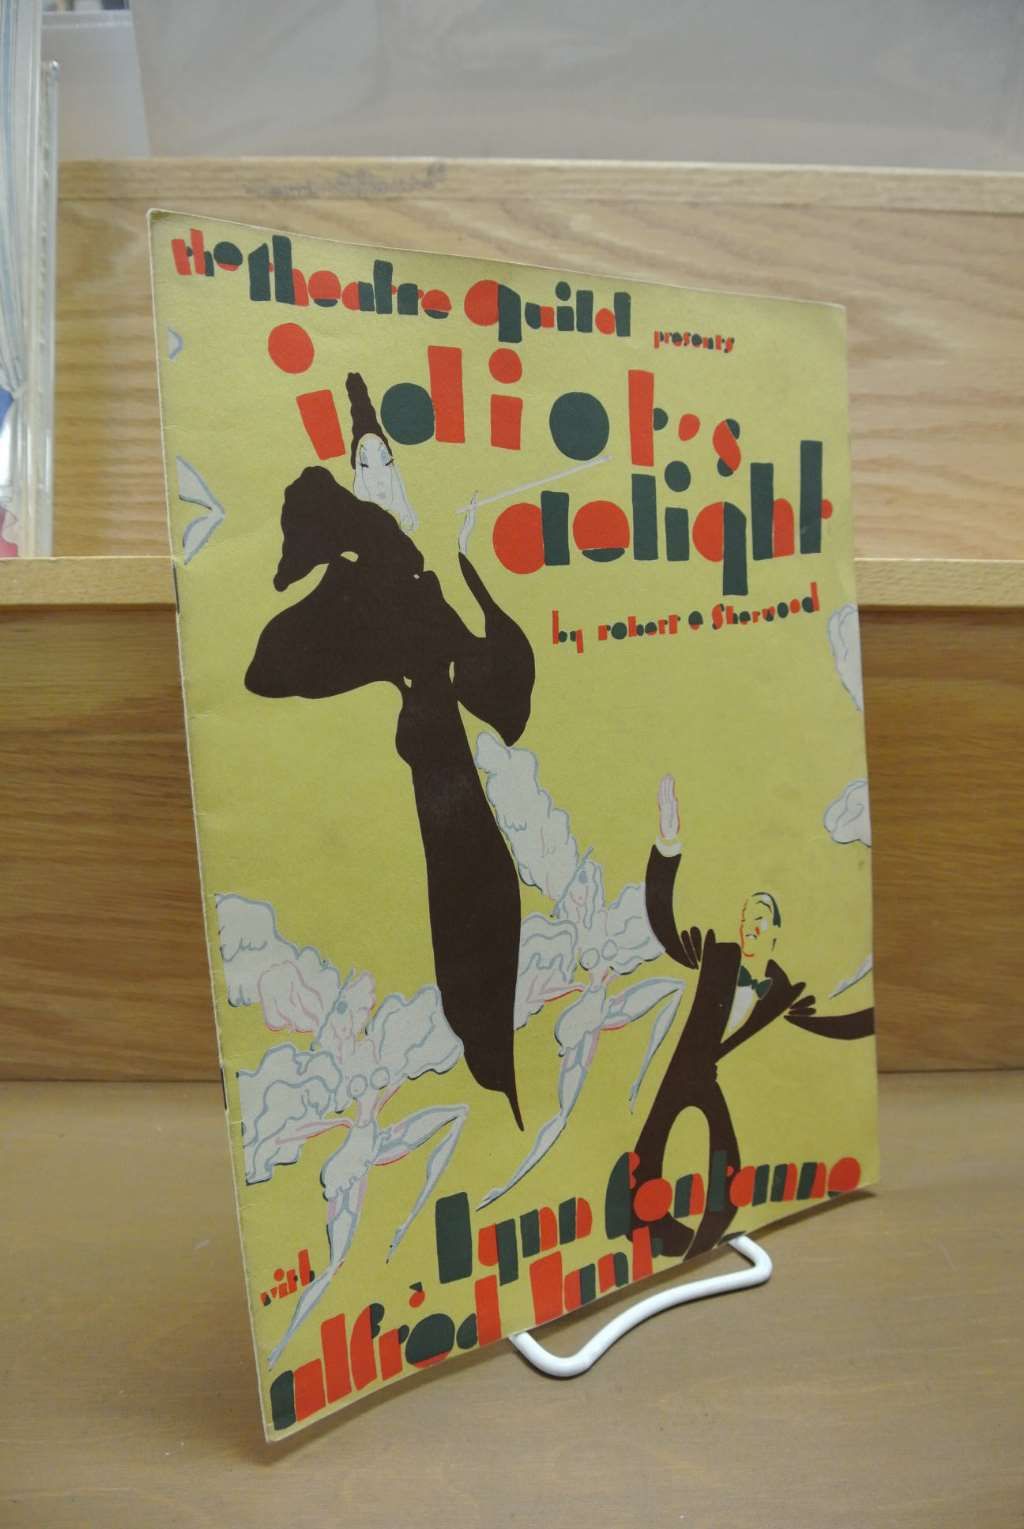 the theatre Guild
presents
idiot's
delight
by robert e Sherwood
with
alfred lunt,
lynn fontanne